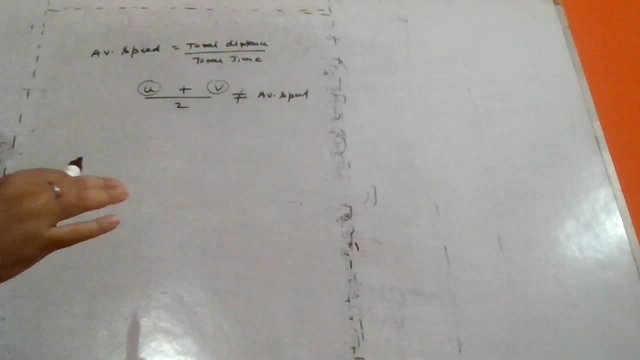 Av. Speed = Total distance / Total Time
u + v / 2 ≠ Av. Speed